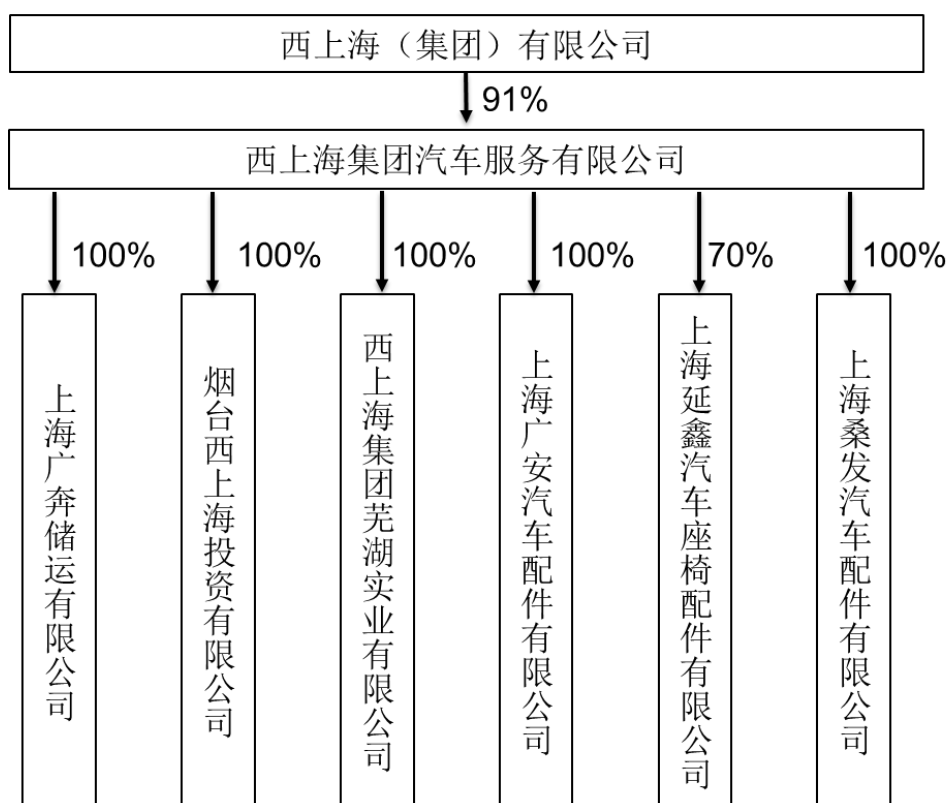 西上海（集团）有限公司
91%
西上海集团汽车服务有限公司
100%
100%
100%
100%
70%
100%
上海广奔储运有限公司
烟台西上海投资有限公司
西上海集团芜湖实业有限公司
上海广安汽车配件有限公司
上海延鑫汽车座椅配件有限公司
上海桑发汽车配件有限公司